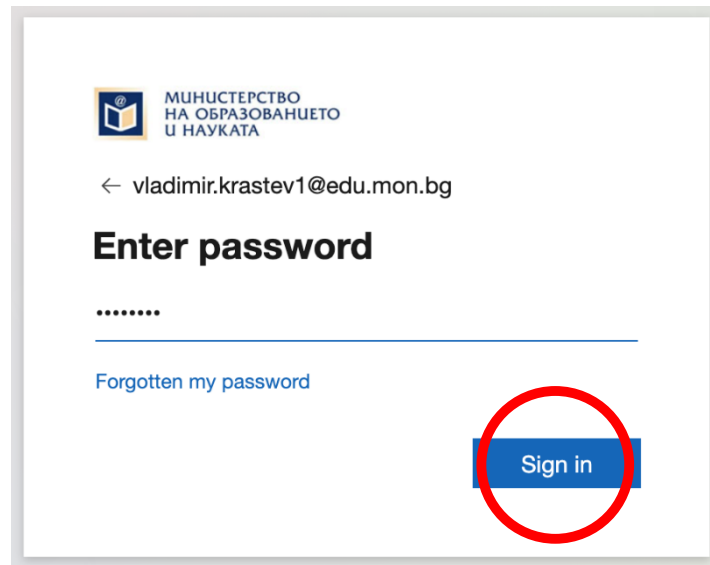 @
МИНИСТЕРСТВО
НА ОБРАЗОВАНИЕТО
И НАУКАТА
← vladimir.krastev1@edu.mon.bg
Enter password
••••••••
Forgotten my password
Sign in